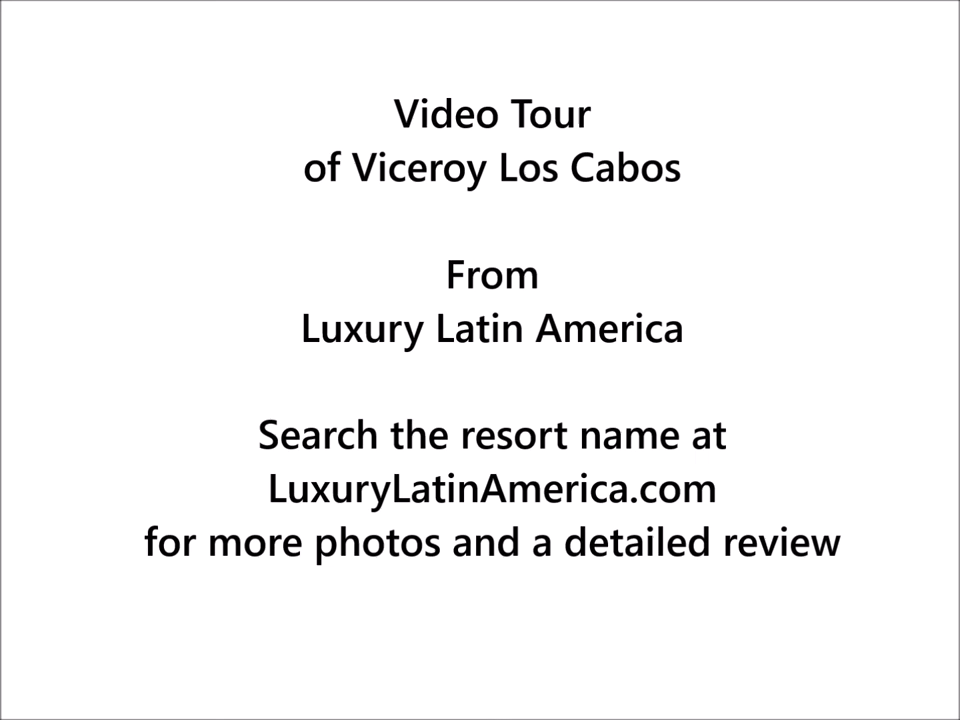 Video Tour
of Viceroy Los Cabos
From
Luxury Latin America
Search the resort name at
LuxuryLatinAmerica.com
for more photos and a detailed review